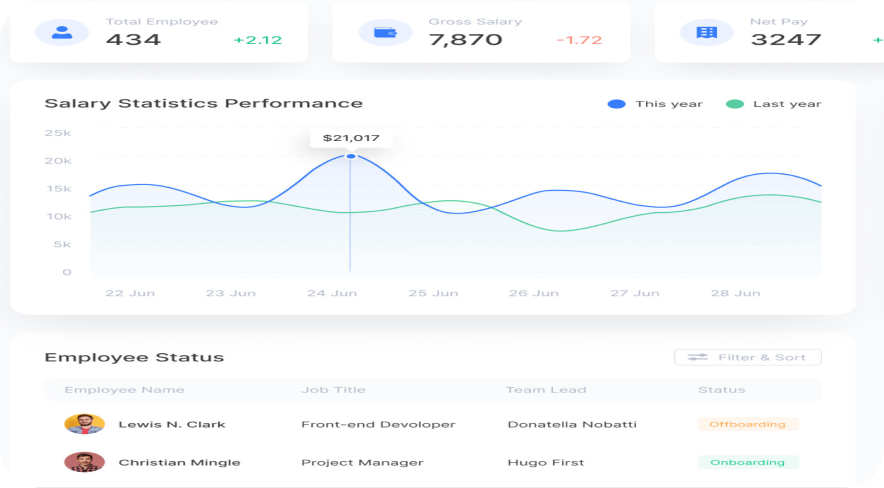 Total Employee
434 +2.12
Gross Salary
7,870 -1.72
Net Pay
3247 +
Salary Statistics Performance
This year Last year
$21,017
25k
20k
15k
10k
5k
0
22 Jun 23 Jun 24 Jun 25 Jun 26 Jun 27 Jun 28 Jun
Employee Status
Filter & Sort
Employee Name Job Title Team Lead Status
Lewis N. Clark Front-end Devoloper Donatella Nobatti Offboarding
Christian Mingle Project Manager Hugo First Onboarding